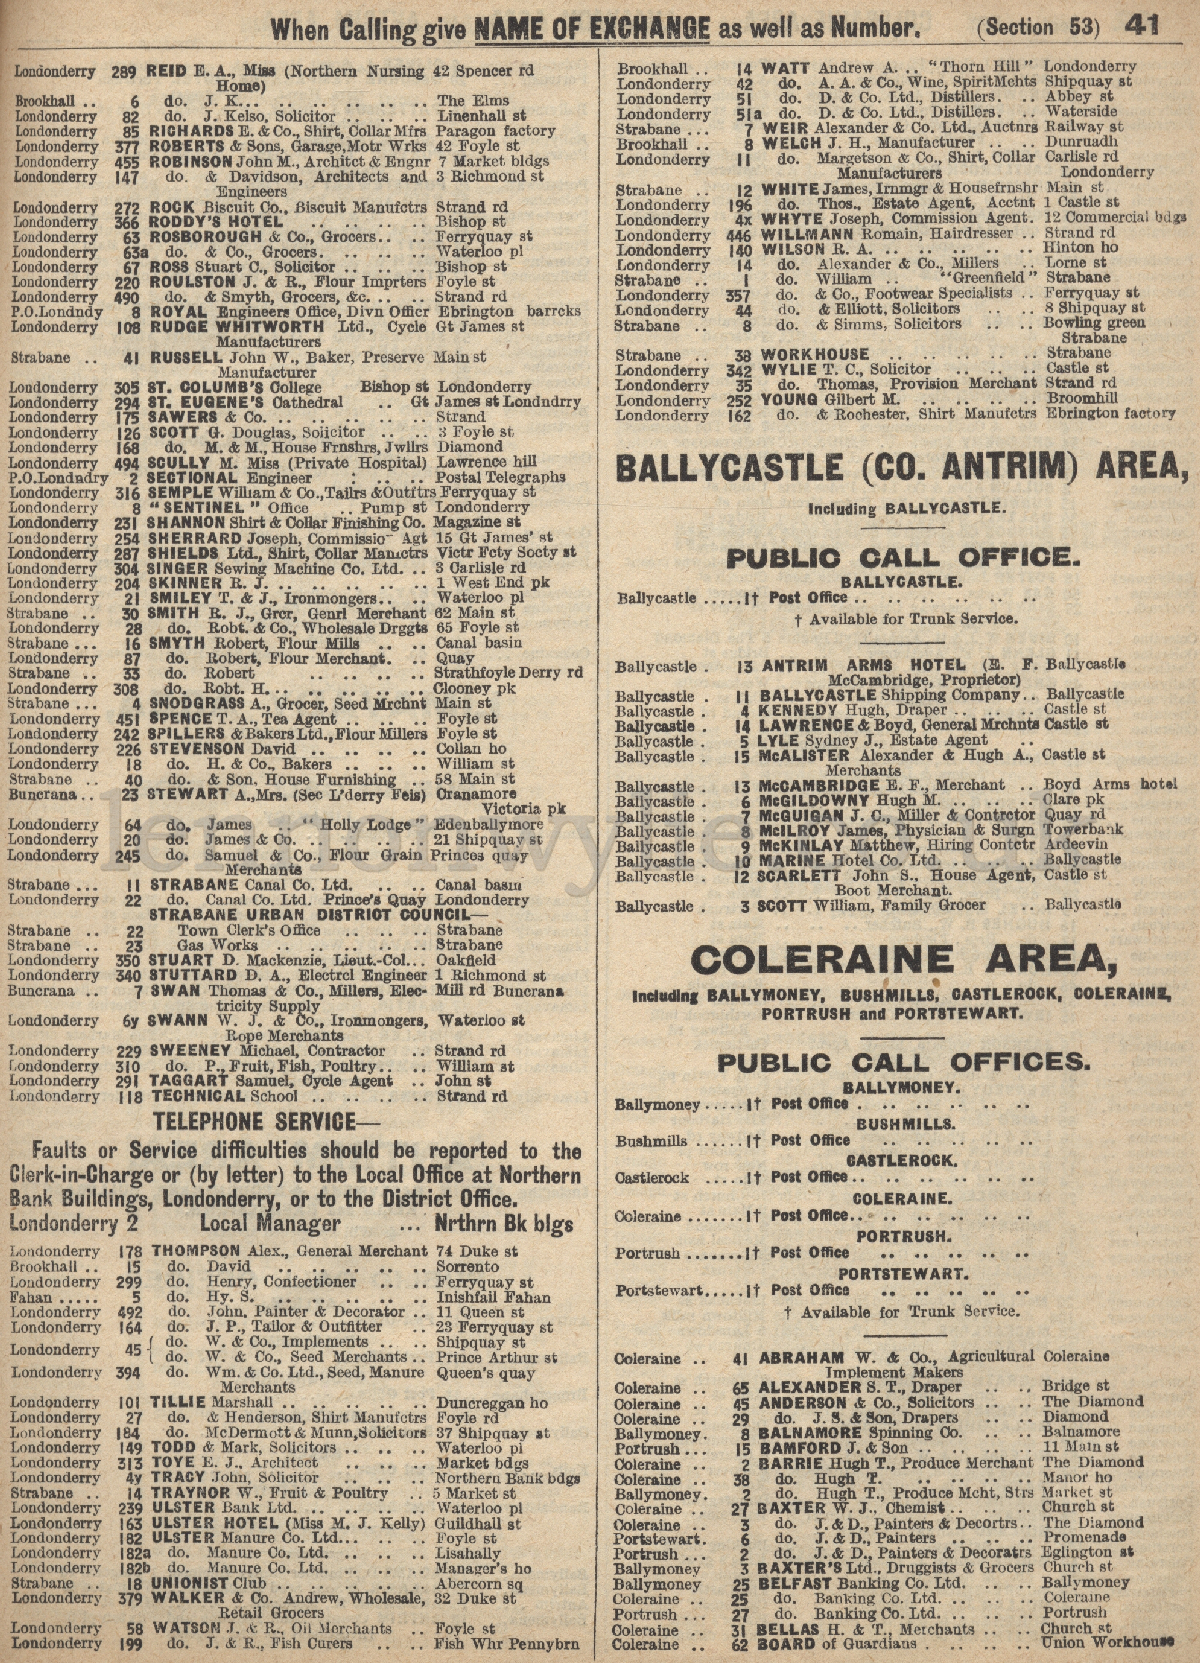 When Calling give NAME OF EXCHANGE as well as Number. (Section 53) 41
Londonderry 289 REID E. A., Miss (Northern Nursing 42 Spencer rd
Home)
Brookhall .. 6 do. J. K... .. .. .. .. .. The Elms
Londonderry 82 do. J. Kelso, Solicitor .. .. .. Linenhall st
Londonderry 85 RICHARDS E. & Co., Shirt, Collar Mfrs Paragon factory
Londonderry 377 ROBERTS & Sons, Garage, Motr Wrks 42 Foyle st
Londonderry 455 ROBINSON John M., Architct & Engnr 7 Market bldgs
Londonderry 147 do. & Davidson, Architects and 3 Richmond st
Engineers
Londonderry 272 ROCK Biscuit Co., Biscuit Manufctrs Strand rd
Londonderry 366 RODDY'S HOTEL .. .. .. .. Bishop st
Londonderry 63 ROSBOROUGH & Co., Grocers.. .. Ferryquay st
Londonderry 63a do. & Co., Grocers. .. .. .. Waterloo pl
Londonderry 67 ROSS Stuart C., Solicitor .. .. .. Bishop st
Londonderry 220 ROULSTON J. & R., Flour Imprters Foyle st
Londonderry 490 do. & Smyth, Grocers, &c. .. .. Strand rd
P.O.Londndy 8 ROYAL Engineers Office, Divn Officr Ebrington barrcks
Londonderry 108 RUDGE WHITWORTH Ltd., Cycle Gt James st
Manufacturers
Strabane .. 41 RUSSELL John W., Baker, Preserve Main st
Manufacturer
Londonderry 305 ST. COLUMB'S College Bishop st Londonderry
Londonderry 294 ST. EUGENE'S Cathedral .. Gt James st Londndrry
Londonderry 175 SAWERS & Co. .. .. .. .. .. Strand
Londonderry 126 SCOTT G. Douglas, Solicitor .. .. 3 Foyle st
Londonderry 168 do. M. & M., House Frnshrs, Jwllrs Diamond
Londonderry 494 SCULLY M. Miss (Private Hospital) Lawrence hill
P.O.Londndry 2 SECTIONAL Engineer : .. .. Postal Telegraphs
Londonderry 316 SEMPLE William & Co., Tailrs & Outftrs Ferryquay st
Londonderry 8 "SENTINEL" Office .. Pump st Londonderry
Londonderry 231 SHANNON Shirt & Collar Finishing Co. Magazine st
Londonderry 254 SHERRARD Joseph, Commissio Agt 15 Gt James' st
Londonderry 287 SHIELDS Ltd., Shirt, Collar Manfctrs Victr Fcty Socty st
Londonderry 304 SINGER Sewing Machine Co. Ltd. .. 3 Carlisle rd
Londonderry 204 SKINNER R. J. .. .. .. .. .. 1 West End pk
Londonderry 21 SMILEY T. & J., Ironmongers.. .. Waterloo pl
Strabane .. 30 SMITH R. J., Grcr, Genrl Merchant 62 Main st
Londonderry 28 do. Robt. & Co., Wholesale Drggts 65 Foyle st
Strabane ... 16 SMYTH Robert, Flour Mills .. .. Canal basin
Londonderry 87 do. Robert, Flour Merchant. .. Quay
Strabane .. 33 do. Robert .. .. .. .. Strathfoyle Derry rd
Londonderry 308 do. Robt. H. .. .. .. .. .. Clooney pk
Strabane ... 4 SNODGRASS A., Grocer, Seed Mrchnt Main st
Londonderry 451 SPENCE T. A., Tea Agent .. .. .. Foyle st
Londonderry 242 SPILLERS & Bakers Ltd., Flour Millers Foyle st
Londonderry 226 STEVENSON David .. .. .. .. Collan ho
Londonderry 18 do. H. & Co., Bakers .. .. .. William st
Strabane .. 40 do. & Son, House Furnishing .. 58 Main st
Buncrana .. 23 STEWART A., Mrs. (Sec L'derry Feis) Cranamore
Victoria pk
Londonderry 64 do. James .. "Holly Lodge" Edenballymore
Londonderry 20 do. James & Co. .. .. .. .. 21 Shipquay st
Londonderry 245 do. Samuel & Co., Flour Grain Princes quay
Merchants
Strabane ... 11 STRABANE Canal Co. Ltd. .. .. Canal basin
Londonderry 22 do. Canal Co. Ltd. Prince's Quay Londonderry
STRABANE URBAN DISTRICT COUNCIL—
Strabane .. 22 Town Clerk's Office .. .. .. Strabane
Strabane .. 23 Gas Works .. .. .. .. .. Strabane
Londonderry 350 STUART D. Mackenzie, Lieut.-Col... Oakfield
Londonderry 340 STUTTARD D. A., Electrcl Engineer 1 Richmond st
Buncrana .. 7 SWAN Thomas & Co., Millers, Elec- Mill rd Buncrana
tricity Supply
Londonderry 6y SWANN W. J. & Co., Ironmongers, Waterloo st
Rope Merchants
Londonderry 229 SWEENEY Michael, Contractor .. Strand rd
Londonderry 310 do. P., Fruit, Fish, Poultry.. .. William st
Londonderry 291 TAGGART Samuel, Cycle Agent .. John st
Londonderry 118 TECHNICAL School .. .. .. .. Strand rd
TELEPHONE SERVICE—
Faults or Service difficulties should be reported to the
Clerk-in-Charge or (by letter) to the Local Office at Northern
Bank Buildings, Londonderry, or to the District Office.
Londonderry 2 Local Manager ... Nrthrn Bk blgs
Londonderry 178 THOMPSON Alex., General Merchant 74 Duke st
Brookhall .. 15 do. David .. .. .. .. .. Sorrento
Londonderry 299 do. Henry, Confectioner .. .. Ferryquay st
Fahan ..... 5 do. Hy. S. .. .. .. .. .. Inishfail Fahan
Londonderry 492 do. John, Painter & Decorator .. 11 Queen st
Londonderry 164 do. J. P., Tailor & Outfitter .. 23 Ferryquay st
Londonderry 45 { do. W. & Co., Implements .. .. Shipquay st
do. W. & Co., Seed Merchants .. Prince Arthur st
Londonderry 394 do. Wm. & Co. Ltd., Seed, Manure Queen's quay
Merchants
Londonderry 101 TILLIE Marshall .. .. .. .. .. Duncreggan ho
Londonderry 27 do. & Henderson, Shirt Manufctrs Foyle rd
Londonderry 184 do. McDermott & Munn, Solicitors 37 Shipquay st
Londonderry 149 TODD & Mark, Solicitors .. .. .. Waterloo pl
Londonderry 313 TOYE E. J., Architect .. .. .. Market bdgs
Londonderry 4y TRACY John, Solicitor .. .. .. Northern Bank bdgs
Strabane .. 14 TRAYNOR W., Fruit & Poultry .. 5 Market st
Londonderry 239 ULSTER Bank Ltd. .. .. .. .. Waterloo pl
Londonderry 163 ULSTER HOTEL (Miss M. J. Kelly) Guildhall st
Londonderry 182 ULSTER Manure Co. Ltd... .. .. Foyle st
Londonderry 182a do. Manure Co. Ltd. .. .. .. Lisahally
Londonderry 182b do. Manure Co. Ltd. .. .. .. Manager's ho
Strabane .. 18 UNIONIST Club .. .. .. .. .. Abercorn sq
Londonderry 379 WALKER & Co. Andrew, Wholesale, 32 Duke st
Retail Grocers
Londonderry 58 WATSON J. & R., Oil Merchants .. Foyle st
Londonderry 199 do. J. & R., Fish Curers .. .. Fish Whr Pennybrn
Brookhall .. 14 WATT Andrew A. .. "Thorn Hill" Londonderry
Londonderry 42 do. A. A. & Co., Wine, Spirit Mchts Shipquay st
Londonderry 51 do. D. & Co. Ltd., Distillers. .. Abbey st
Londonderry 51a do. D. & Co. Ltd., Distillers. .. Waterside
Strabane ... 7 WEIR Alexander & Co. Ltd., Auctnrs Railway st
Brookhall .. 8 WELCH J. H., Manufacturer .. .. Dunruadh
Londonderry 11 do. Margetson & Co., Shirt, Collar Carlisle rd
Manufacturers Londonderry
Strabane .. 12 WHITE James, Irnmgr & Housefrnshr Main st
Londonderry 196 do. Thos., Estate Agent, Acctnt 1 Castle st
Londonderry 4x WHYTE Joseph, Commission Agent. 12 Commercial bdgs
Londonderry 446 WILLMANN Romain, Hairdresser .. Strand rd
Londonderry 140 WILSON R. A. .. .. .. .. .. Hinton ho
Londonderry 14 do. Alexander & Co., Millers .. Lorne st
Strabane .. 1 do. William .. "Greenfield" Strabane
Londonderry 357 do. & Co., Footwear Specialists .. Ferryquay st
Londonderry 44 do. & Elliott, Solicitors .. .. 8 Shipquay st
Strabane .. 8 do. & Simms, Solicitors .. .. Bowling green
Strabane
Strabane .. 38 WORKHOUSE .. .. .. .. .. Strabane
Londonderry 342 WYLIE T. C., Solicitor .. .. .. Castle st
Londonderry 35 do. Thomas, Provision Merchant Strand rd
Londonderry 252 YOUNG Gilbert M. .. .. .. .. Broomhill
Londonderry 162 do. & Rochester, Shirt Manufctrs Ebrington factory
BALLYCASTLE (CO. ANTRIM) AREA,
Including BALLYCASTLE.
PUBLIC CALL OFFICE.
BALLYCASTLE.
Ballycastle ..... 1† Post Office .. .. .. .. .. ..
† Available for Trunk Service.
Ballycastle . 13 ANTRIM ARMS HOTEL (E. F. Ballycastle
McCambridge, Proprietor)
Ballycastle . 11 BALLYCASTLE Shipping Company .. Ballycastle
Ballycastle . 4 KENNEDY Hugh, Draper .. .. .. Castle st
Ballycastle . 14 LAWRENCE & Boyd, General Mrchnts Castle st
Ballycastle . 5 LYLE Sydney J., Estate Agent ..
Ballycastle . 15 McALISTER Alexander & Hugh A., Castle st
Merchants
Ballycastle . 13 McCAMBRIDGE E. F., Merchant .. Boyd Arms hotel
Ballycastle . 6 McGILDOWNY Hugh M. .. .. .. Clare pk
Ballycastle . 7 McGUIGAN J. C., Miller & Contrctor Quay rd
Ballycastle . 8 McILROY James, Physician & Surgn Towerbank
Ballycastle . 9 McKINLAY Matthew, Hiring Contctr Ardeevin
Ballycastle . 10 MARINE Hotel Co. Ltd. .. .. .. Ballycastle
Ballycastle . 12 SCARLETT John S., House Agent, Castle st
Boot Merchant.
Ballycastle . 3 SCOTT William, Family Grocer .. Ballycastle
COLERAINE AREA,
Including BALLYMONEY, BUSHMILLS, CASTLEROCK, COLERAINE,
PORTRUSH and PORTSTEWART.
PUBLIC CALL OFFICES.
BALLYMONEY.
Ballymoney ..... 1† Post Office . .. .. .. .. ..
BUSHMILLS.
Bushmills ...... 1† Post Office .. .. .. .. ..
CASTLEROCK.
Castlerock ..... 1† Post Office .. .. .. .. ..
COLERAINE.
Coleraine ....... 1† Post Office.. .. .. .. .. ..
PORTRUSH.
Portrush ....... 1† Post Office .. .. .. .. ..
PORTSTEWART.
Portstewart..... 1† Post Office .. .. .. .. ..
† Available for Trunk Service.
Coleraine .. 41 ABRAHAM W. & Co., Agricultural Coleraine
Implement Makers
Coleraine .. 65 ALEXANDER S. T., Draper .. .. Bridge st
Coleraine .. 45 ANDERSON & Co., Solicitors .. .. The Diamond
Coleraine .. 29 do. J. S. & Son, Drapers .. .. Diamond
Ballymoney. 8 BALNAMORE Spinning Co. .. .. Balnamore
Portrush ... 15 BAMFORD J. & Son .. .. .. .. 11 Main st
Coleraine .. 2 BARRIE Hugh T., Produce Merchant The Diamond
Coleraine .. 38 do. Hugh T. .. .. .. .. Manor ho
Ballymoney. 2 do. Hugh T., Produce Mcht, Strs Market st
Coleraine .. 27 BAXTER W. J., Chemist .. .. .. Church st
Coleraine .. 3 do. J. & D., Painters & Decortrs.. The Diamond
Portstewart. 6 do. J. & D., Painters .. .. .. Promenade
Portrush ... 2 do. J. & D., Painters & Decoratrs Eglington st
Ballymoney 3 BAXTER'S Ltd., Druggists & Grocers Church st
Ballymoney 25 BELFAST Banking Co. Ltd. .. .. Ballymoney
Coleraine .. 25 do. Banking Co. Ltd. .. .. .. Coleraine
Portrush ... 27 do. Banking Co. Ltd. .. .. .. Portrush
Coleraine .. 31 BELLAS H. & T., Merchants .. .. Church st
Coleraine .. 62 BOARD of Guardians . .. .. .. Union Workhouse